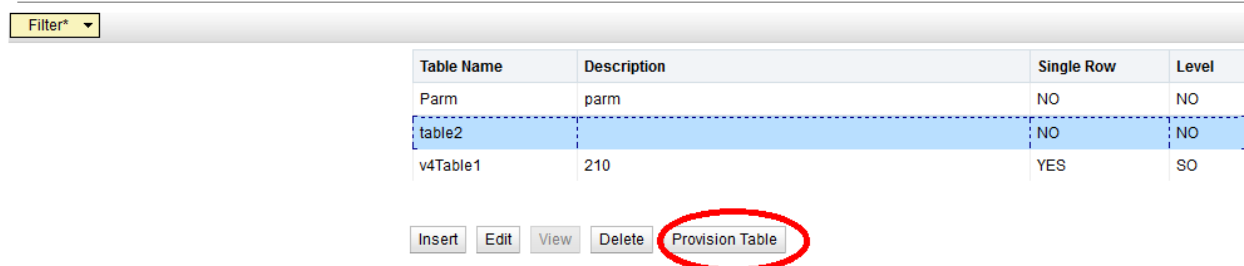 Filter*
Table Name Description Single Row Level
Parm parm NO NO
table2 NO NO
v4Table1 210 YES SO
Insert Edit View Delete Provision Table